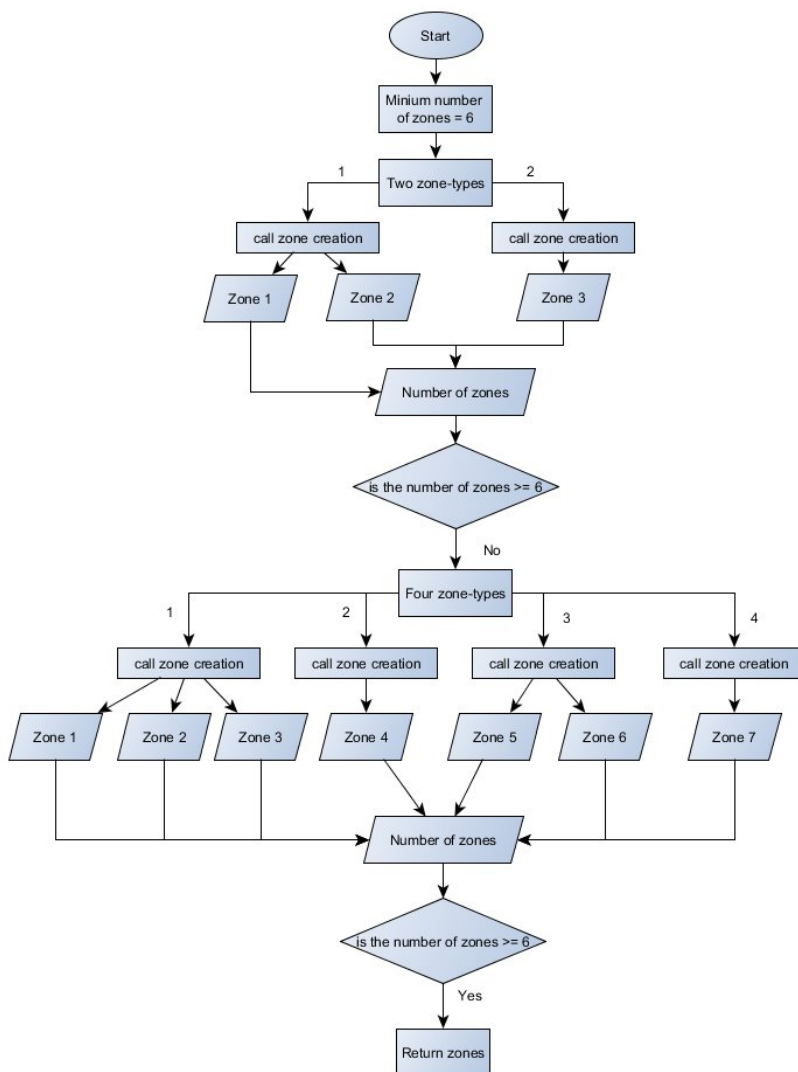 Start
Minium number
of zones = 6
Two zone-types
1
2
call zone creation
call zone creation
Zone 1
Zone 2
Zone 3
Number of zones
is the number of zones >= 6
No
Four zone-types
1
2
3
4
call zone creation
call zone creation
call zone creation
call zone creation
Zone 1
Zone 2
Zone 3
Zone 4
Zone 5
Zone 6
Zone 7
Number of zones
is the number of zones >= 6
Yes
Return zones